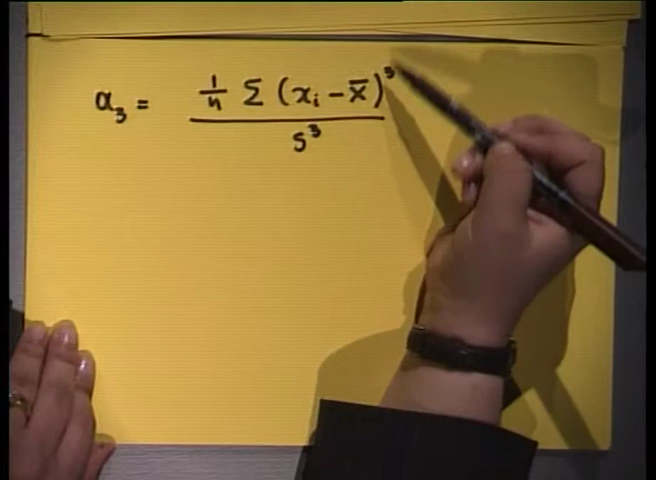 α₃ = (1/n Σ (xᵢ − x̄)³) / s³